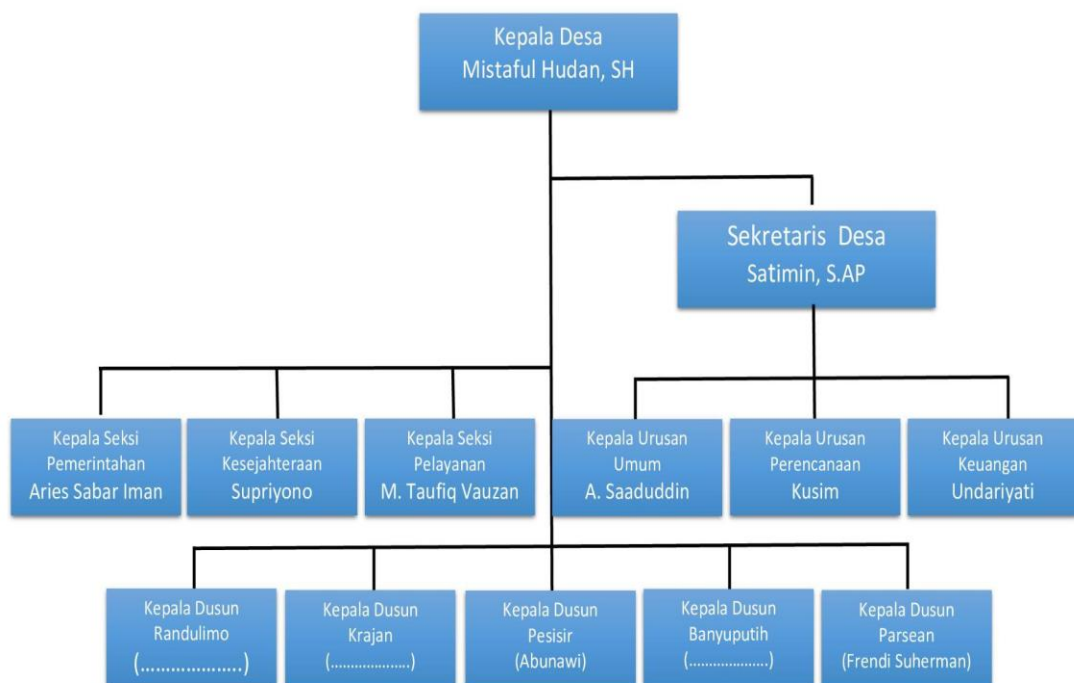 Kepala Desa
Mistaful Hudan, SH
Sekretaris Desa
Satimin, S.AP
Kepala Seksi
Pemerintahan
Aries Sabar Iman
Kepala Seksi
Kesejahteraan
Supriyono
Kepala Seksi
Pelayanan
M. Taufiq Vauzan
Kepala Urusan
Umum
A. Saaduddin
Kepala Urusan
Perencanaan
Kusim
Kepala Urusan
Keuangan
Undariyati
Kepala Dusun
Randulimo
(....................)
Kepala Dusun
Krajan
(....................)
Kepala Dusun
Pesisir
(Abunawi)
Kepala Dusun
Banyuputih
(....................)
Kepala Dusun
Parsean
(Frendi Suherman)